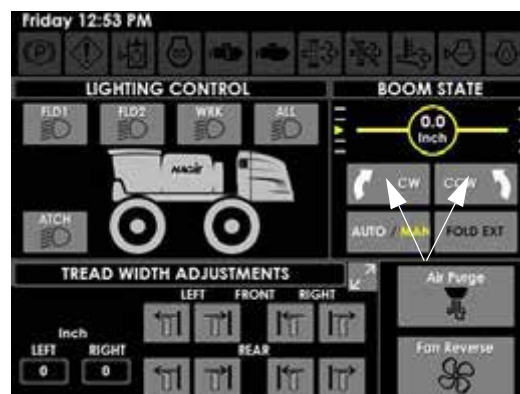 Friday 12:53 PM
LIGHTING CONTROL
BOOM STATE
FLD1 FLD2 WRK ALL
0.0
Inch
CW CCW
ATCH
AUTO / MAN FOLD EXT
TREAD WIDTH ADJUSTMENTS
LEFT FRONT RIGHT
Air Purge
Inch
LEFT RIGHT
REAR
Fan Reverse
0 0